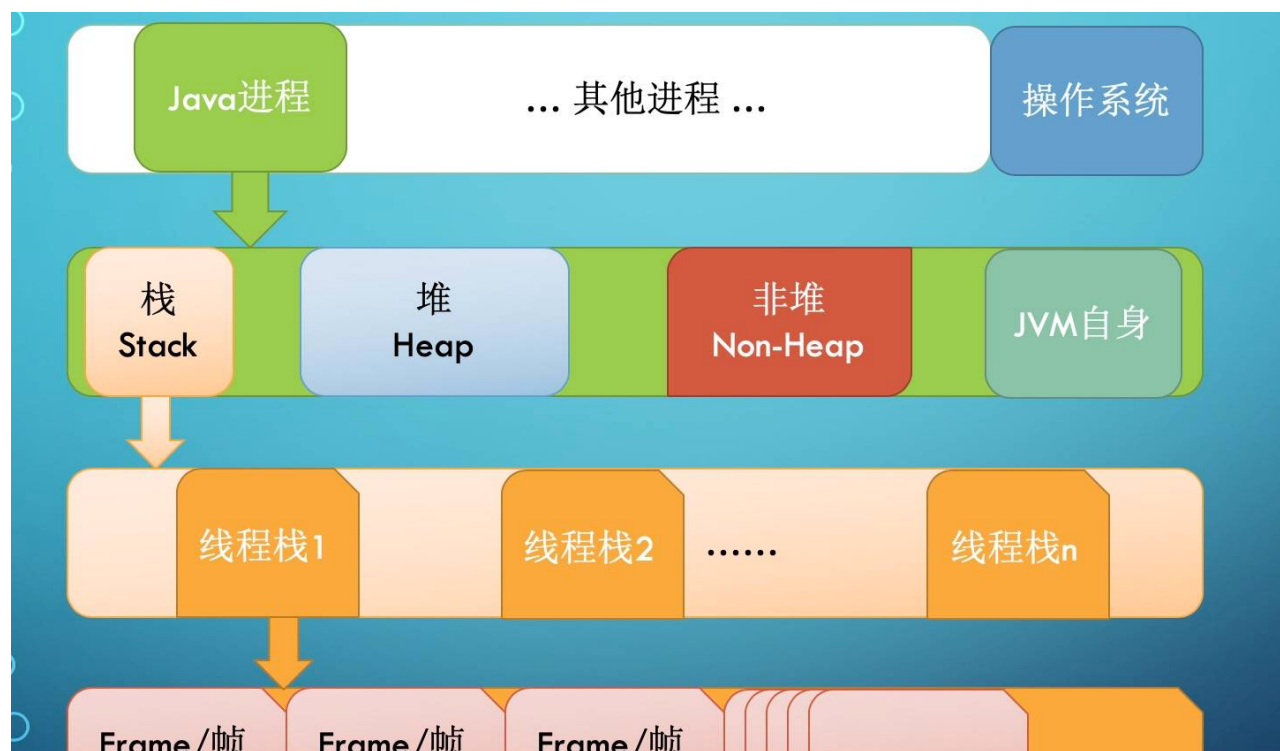 Java进程
... 其他进程 ...
操作系统
栈
Stack
堆
Heap
非堆
Non-Heap
JVM自身
线程栈1
线程栈2
......
线程栈n
Frame/帧
Frame/帧
Frame/帧